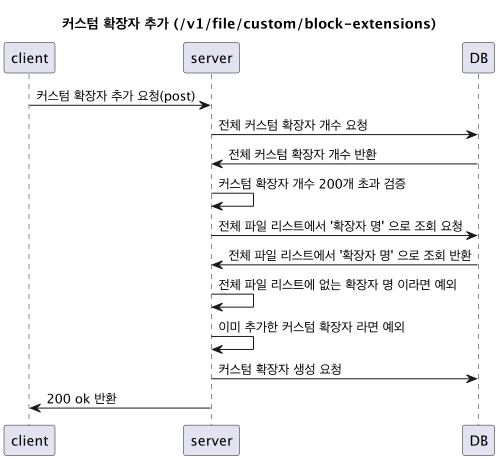 커스텀 확장자 추가 (/v1/file/custom/block-extensions)
client server DB
커스텀 확장자 추가 요청(post)
전체 커스텀 확장자 개수 요청
전체 커스텀 확장자 개수 반환
커스텀 확장자 개수 200개 초과 검증
전체 파일 리스트에서 '확장자 명' 으로 조회 요청
전체 파일 리스트에서 '확장자 명' 으로 조회 반환
전체 파일 리스트에 없는 확장자 명 이라면 예외
이미 추가한 커스텀 확장자 라면 예외
커스텀 확장자 생성 요청
200 ok 반환
client server DB